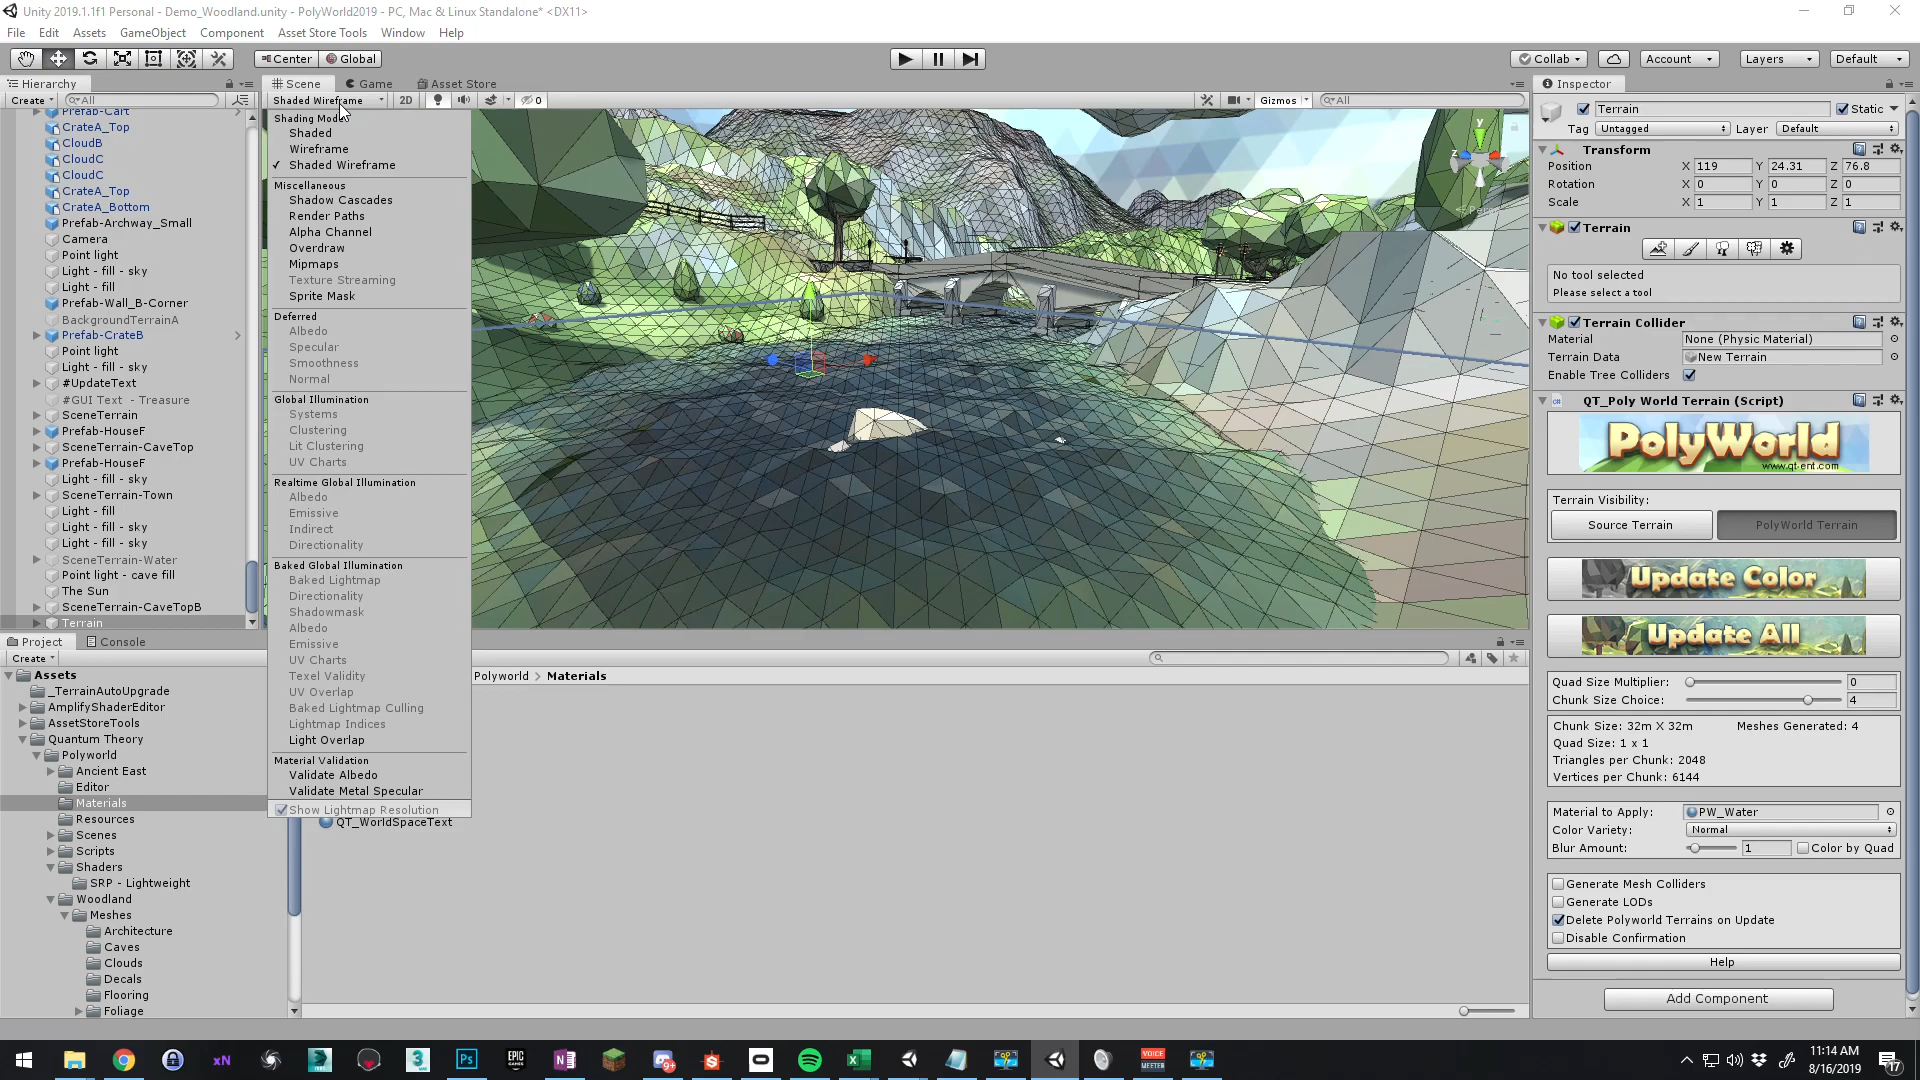 Unity 2019.1.1f1 Personal - Demo_Woodland.unity - PolyWorld2019 - PC, Mac & Linux Standalone* <DX11>
File Edit Assets GameObject Component Asset Store Tools Window Help
Center Global Collab Account Layers Default
Hierarchy
Create All
Prefab-Cart
CrateA_Top
CloudB
CloudC
CloudC
CrateA_Top
CrateA_Bottom
Prefab-Archway_Small
Camera
Point light
Light - fill - sky
Light - fill
Prefab-Wall_B-Corner
BackgroundTerrainA
Prefab-CrateB
Point light
Light - fill - sky
#UpdateText
#GUI Text - Treasure
SceneTerrain
Prefab-HouseF
SceneTerrain-CaveTop
Prefab-HouseF
Light - fill - sky
SceneTerrain-Town
Light - fill
Light - fill - sky
Light - fill - sky
SceneTerrain-Water
Point light - cave fill
The Sun
SceneTerrain-CaveTopB
Terrain
Scene Game Asset Store
Shaded Wireframe 2D 0 Gizmos All
Shading Mode
Shaded
Wireframe
✓ Shaded Wireframe
Miscellaneous
Shadow Cascades
Render Paths
Alpha Channel
Overdraw
Mipmaps
Texture Streaming
Sprite Mask
Deferred
Albedo
Specular
Smoothness
Normal
Global Illumination
Systems
Clustering
Lit Clustering
UV Charts
Realtime Global Illumination
Albedo
Emissive
Indirect
Directionality
Baked Global Illumination
Baked Lightmap
Directionality
Shadowmask
Albedo
Emissive
UV Charts
Texel Validity
UV Overlap
Baked Lightmap Culling
Lightmap Indices
Light Overlap
Material Validation
Validate Albedo
Validate Metal Specular
Show Lightmap Resolution
QT_WorldSpaceText
y
z
Project Console
Create
Polyworld > Materials
Assets
_TerrainAutoUpgrade
AmplifyShaderEditor
AssetStoreTools
Quantum Theory
Polyworld
Ancient East
Editor
Materials
Resources
Scenes
Scripts
Shaders
SRP - Lightweight
Woodland
Meshes
Architecture
Caves
Clouds
Decals
Flooring
Foliage
Inspector
Terrain Static
Tag Untagged Layer Default
Transform
Position X 119 Y 24.31 Z 76.8
Rotation X 0 Y 0 Z 0
Scale X 1 Y 1 Z 1
Terrain
No tool selected
Please select a tool
Terrain Collider
Material None (Physic Material)
Terrain Data New Terrain
Enable Tree Colliders
QT_Poly World Terrain (Script)
PolyWorld
www.qt-ent.com
Terrain Visibility:
Source Terrain PolyWorld Terrain
Update Color
Update All
Quad Size Multiplier: 0
Chunk Size Choice: 4
Chunk Size: 32m X 32m Meshes Generated: 4
Quad Size: 1 x 1
Triangles per Chunk: 2048
Vertices per Chunk: 6144
Material to Apply: PW_Water
Color Variety: Normal
Blur Amount: 1 Color by Quad
Generate Mesh Colliders
Generate LODs
Delete Polyworld Terrains on Update
Disable Confirmation
Help
Add Component
xN
3
Ps
EPIC GAMES
N
9+
S
X
VOICE MEETER
11:14 AM
8/16/2019
17